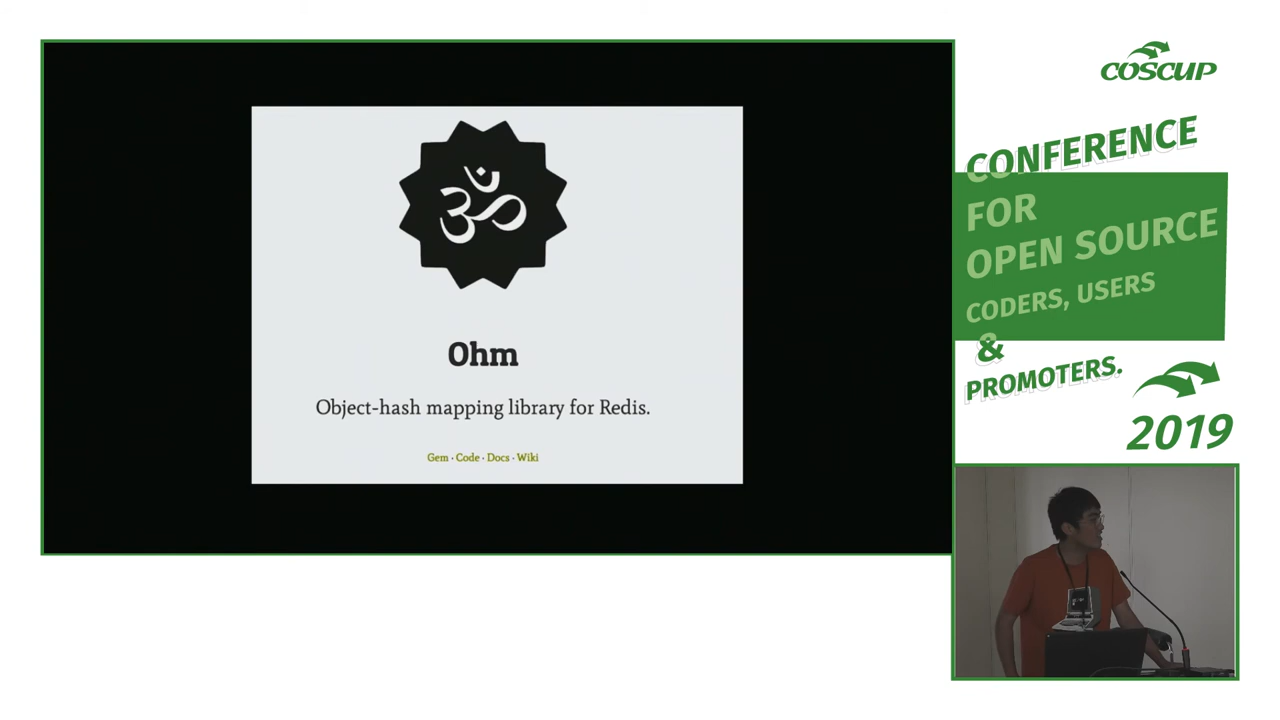 ॐ
Ohm
Object-hash mapping library for Redis.
Gem · Code · Docs · Wiki
COSCUP
CONFERENCE
FOR
OPEN SOURCE
CODERS, USERS
&
PROMOTERS.
2019